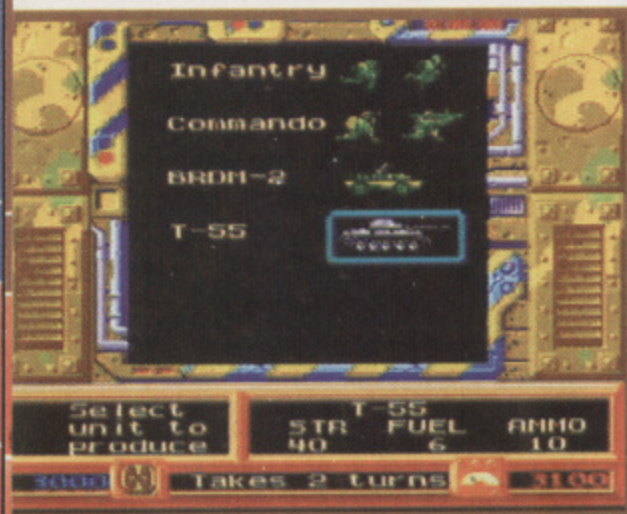 Infantry
Commando
BRDM-2
T-55
Select
unit to
produce
T-55
STR FUEL AMMO
40 6 10
3000 Takes 2 turns 3100